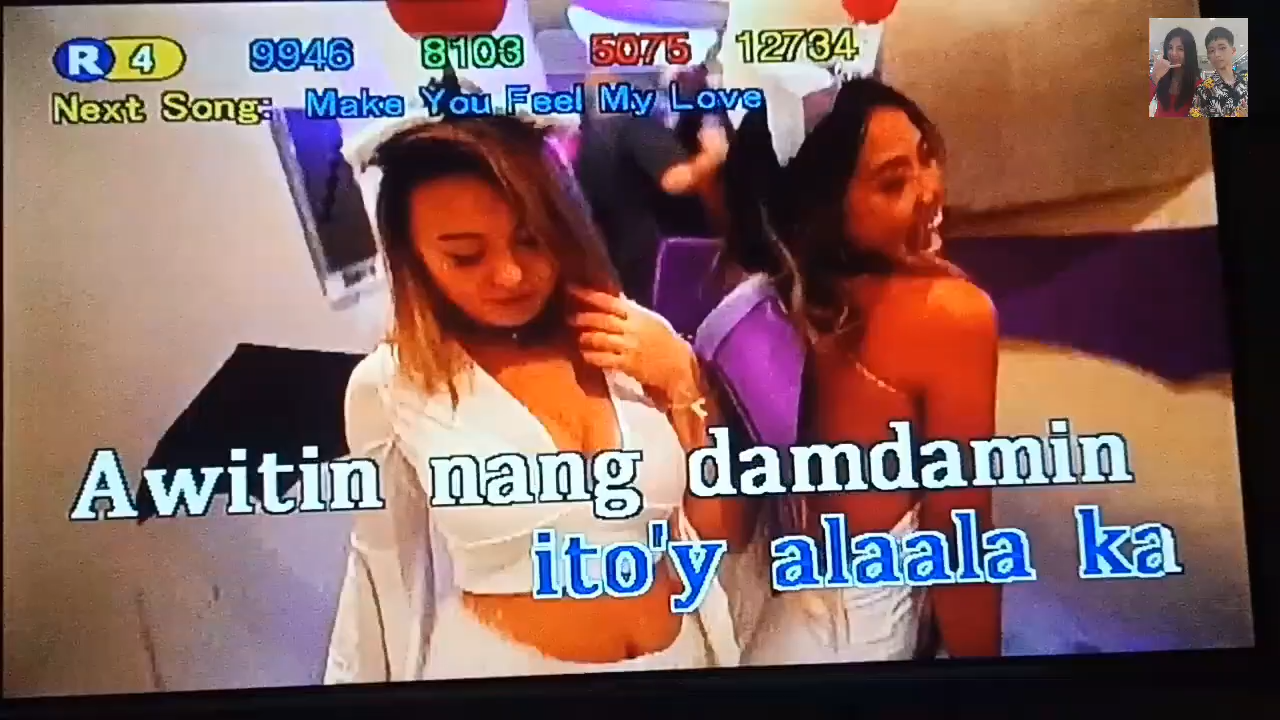 R 4 9946 8103 5075 12734
Next Song: Make You Feel My Love
Awitin nang damdamin
ito'y alaala ka